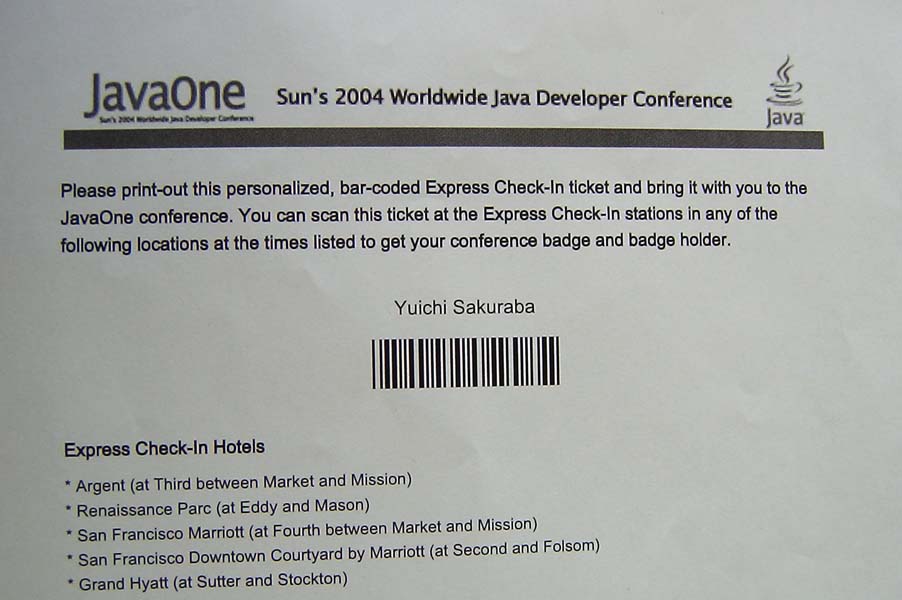 JavaOne Sun's 2004 Worldwide Java Developer Conference Java
Sun's 2004 Worldwide Java Developer Conference
Please print-out this personalized, bar-coded Express Check-In ticket and bring it with you to the
JavaOne conference. You can scan this ticket at the Express Check-In stations in any of the
following locations at the times listed to get your conference badge and badge holder.
Yuichi Sakuraba
Express Check-In Hotels
* Argent (at Third between Market and Mission)
* Renaissance Parc (at Eddy and Mason)
* San Francisco Marriott (at Fourth between Market and Mission)
* San Francisco Downtown Courtyard by Marriott (at Second and Folsom)
* Grand Hyatt (at Sutter and Stockton)